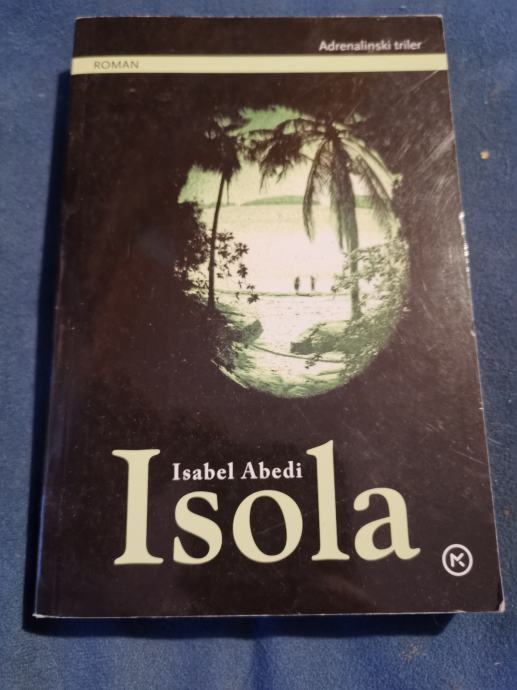 Adrenalinski triler
ROMAN
Isabel Abedi
Isola